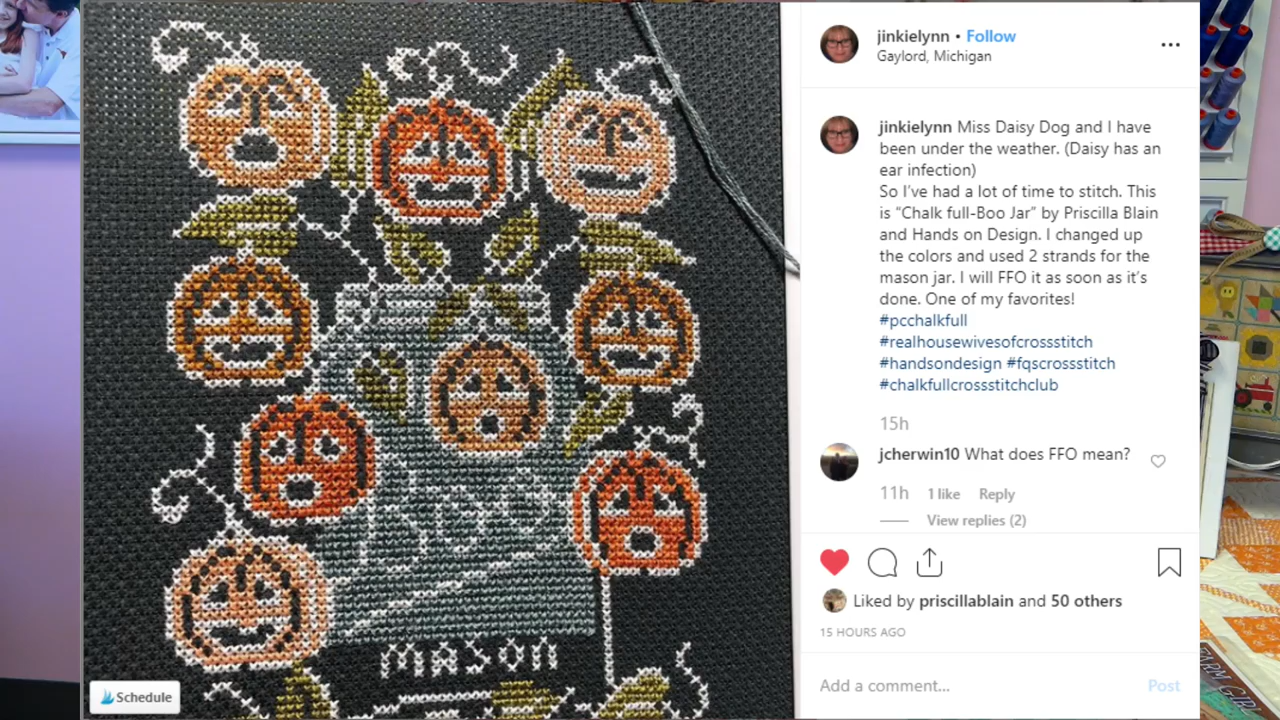 jinkielynn • Follow
Gaylord, Michigan
jinkielynn Miss Daisy Dog and I have
been under the weather. (Daisy has an
ear infection)
So I've had a lot of time to stitch. This
is “Chalk full-Boo Jar” by Priscilla Blain
and Hands on Design. I changed up
the colors and used 2 strands for the
mason jar. I will FFO it as soon as it's
done. One of my favorites!
#pcchalkfull
#realhousewivesofcrossstitch
#handsondesign #fqscrossstitch
#chalkfullcrossstitchclub
15h
jcherwin10 What does FFO mean?
11h 1 like Reply
View replies (2)
Liked by priscillablain and 50 others
15 HOURS AGO
Add a comment... Post
Boo
MASON
Schedule
FARM GIRL